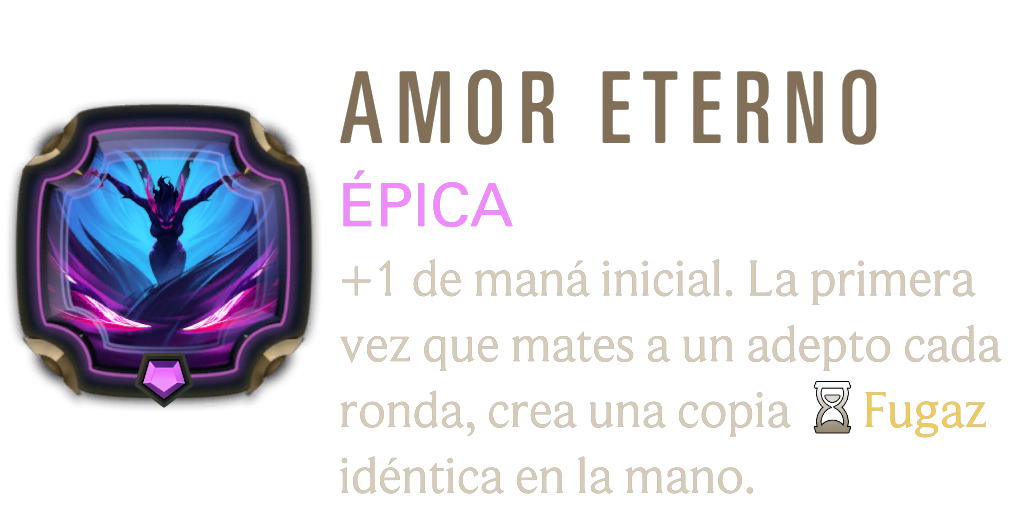 AMOR ETERNO
ÉPICA
+1 de maná inicial. La primera
vez que mates a un adepto cada
ronda, crea una copia Fugaz
idéntica en la mano.